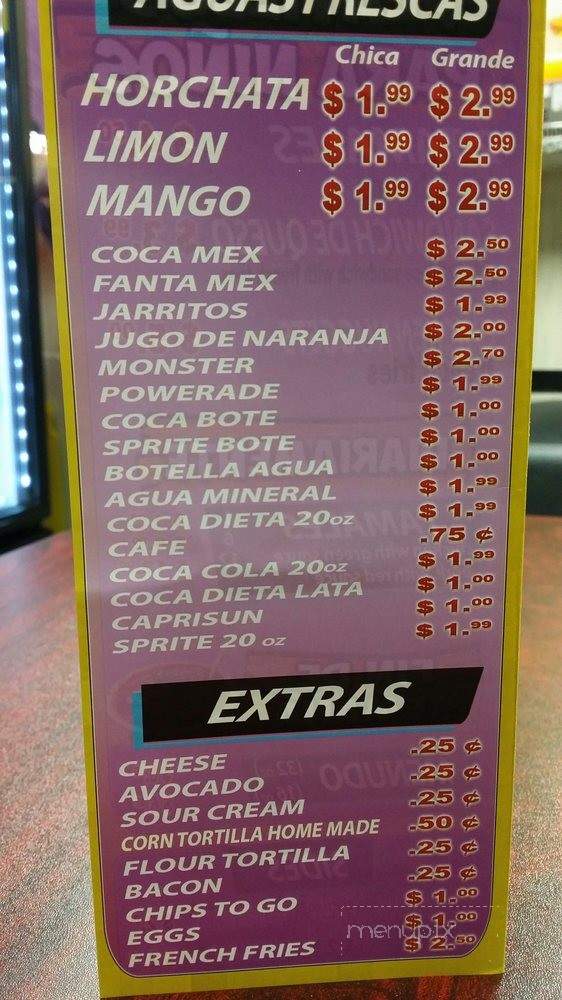 AGUAS FRESCAS
Chica Grande
HORCHATA $ 1.99 $ 2.99
LIMON $ 1.99 $ 2.99
MANGO $ 1.99 $ 2.99
COCA MEX $ 2.50
FANTA MEX $ 2.50
JARRITOS $ 1.99
JUGO DE NARANJA $ 2.00
MONSTER $ 2.70
POWERADE $ 1.99
COCA BOTE $ 1.00
SPRITE BOTE $ 1.00
BOTELLA AGUA $ 1.00
AGUA MINERAL $ 1.99
COCA DIETA 20oz $ 1.99
CAFE .75 ¢
COCA COLA 20oz $ 1.99
COCA DIETA LATA $ 1.00
CAPRISUN $ 1.00
SPRITE 20 oz $ 1.99
EXTRAS
CHEESE .25 ¢
AVOCADO .25 ¢
SOUR CREAM .25 ¢
CORN TORTILLA HOME MADE .50 ¢
FLOUR TORTILLA .25 ¢
BACON .25 ¢
CHIPS TO GO $ 1.00
EGGS $ 1.00
FRENCH FRIES $ 2.50
menupix